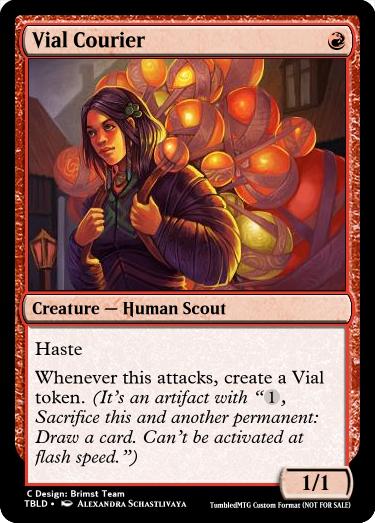 Vial Courier
Creature — Human Scout
Haste
Whenever this attacks, create a Vial
token. (It's an artifact with “1,
Sacrifice this and another permanent:
Draw a card. Can't be activated at
flash speed.”)
1/1
C Design: Brimst Team
TBLD • Alexandra Schastlivaya
TumbledMTG Custom Format (NOT FOR SALE)